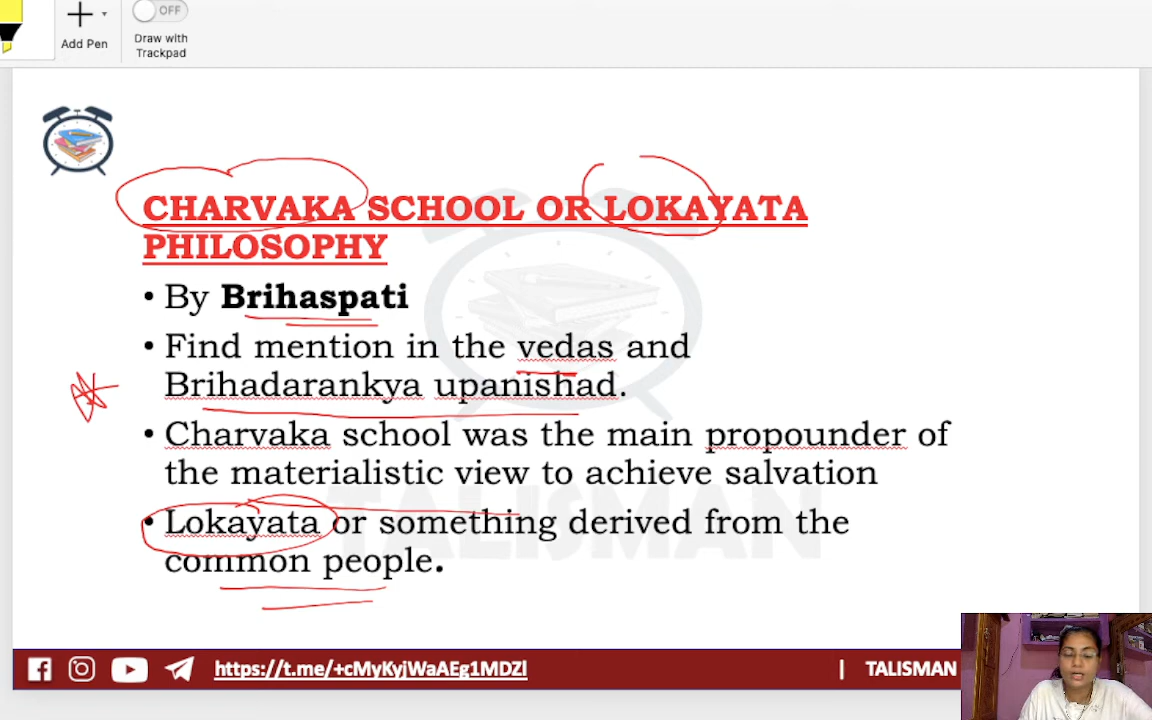 OFF
Add Pen
Draw with
Trackpad
CHARVAKA SCHOOL OR LOKAYATA
PHILOSOPHY
• By Brihaspati
• Find mention in the vedas and
Brihadarankya upanishad.
• Charvaka school was the main propounder of
the materialistic view to achieve salvation
• Lokayata or something derived from the
common people.
TALISMAN
https://t.me/+cMyKyjWaAEg1MDZl
| TALISMAN